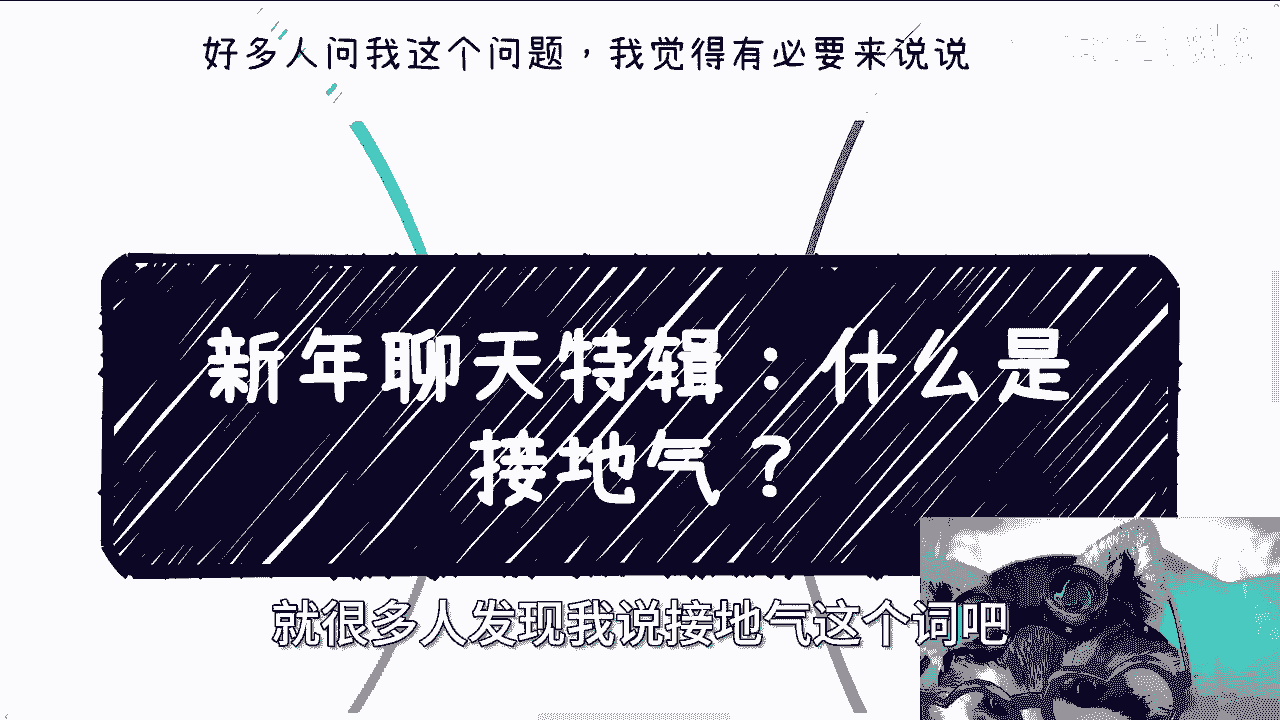 好多人问我这个问题，我觉得有必要来说说
新年聊天特辑：什么是
接地气？
就很多人发现我说接地气这个词吧